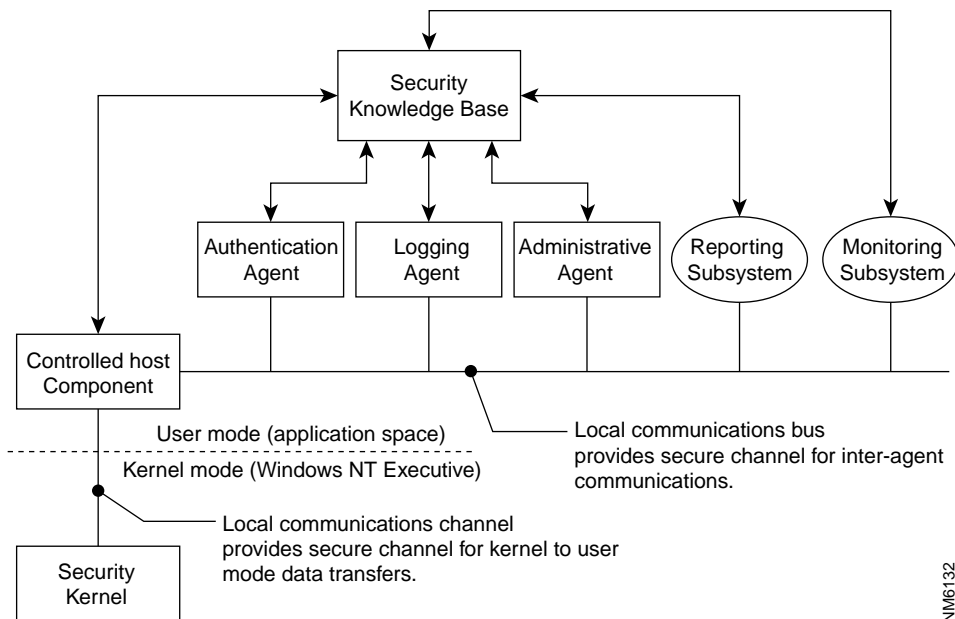 Security
Knowledge Base
Authentication
Agent
Logging
Agent
Administrative
Agent
Reporting
Subsystem
Monitoring
Subsystem
Controlled host
Component
User mode (application space)
Kernel mode (Windows NT Executive)
Local communications bus
provides secure channel for inter-agent
communications.
Local communications channel
provides secure channel for kernel to user
mode data transfers.
Security
Kernel
NM6132